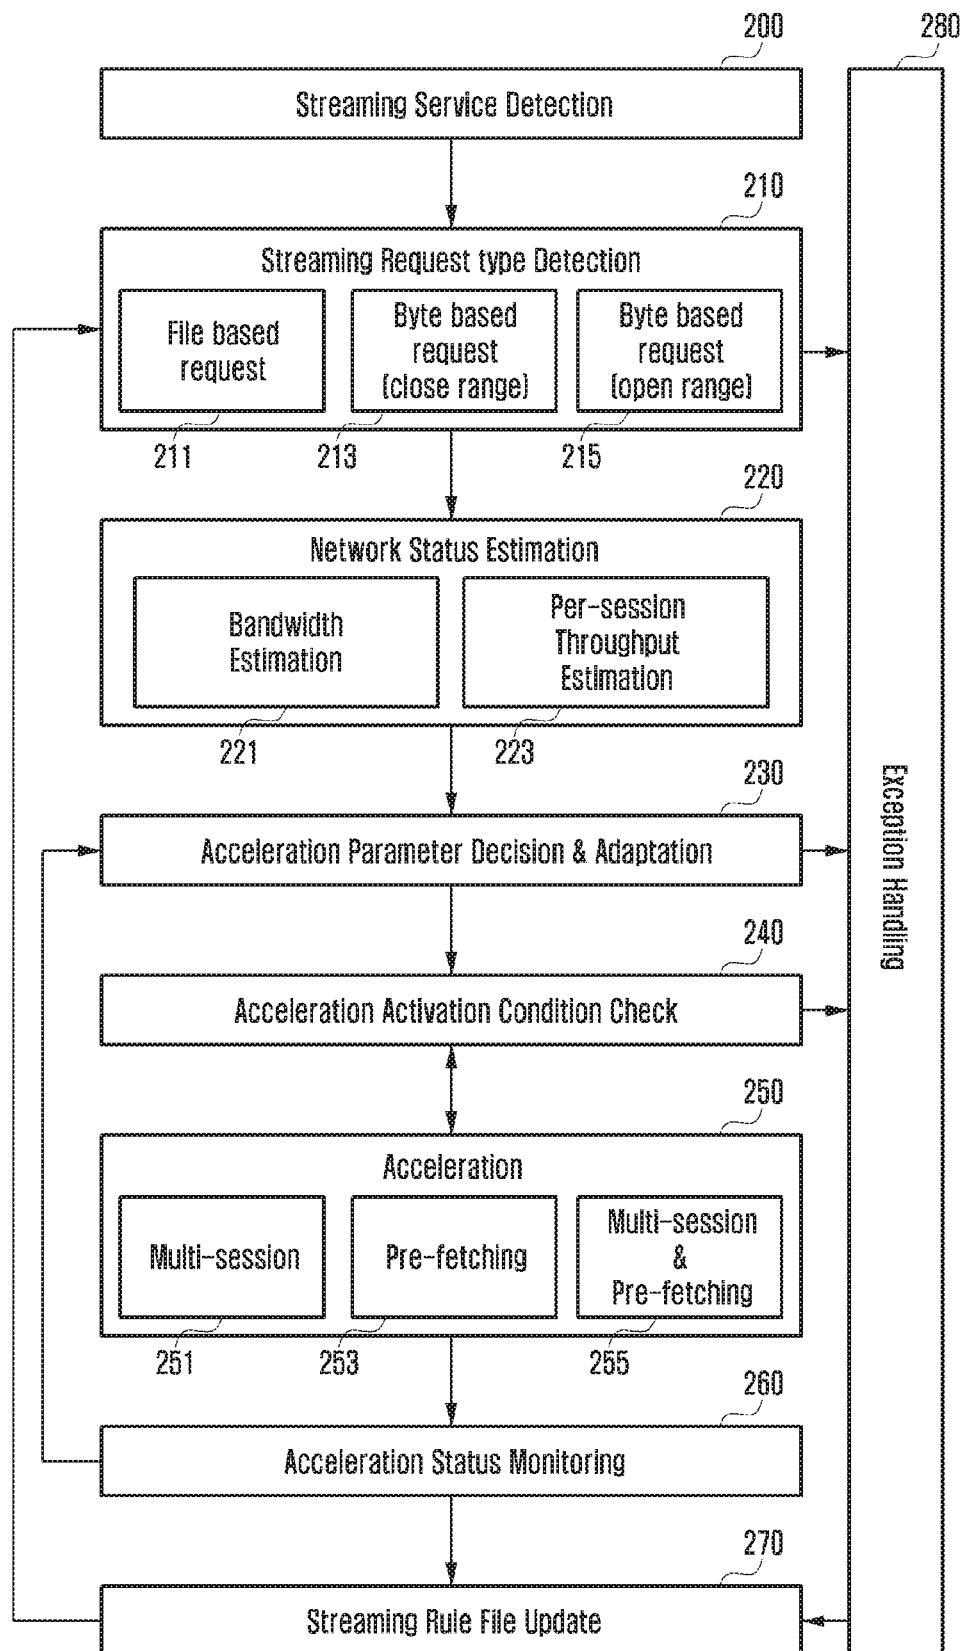 200
280
Streaming Service Detection
210
Streaming Request type Detection
File based
request
Byte based
request
(close range)
Byte based
request
(open range)
211
213
215
220
Network Status Estimation
Bandwidth
Estimation
Per-session
Throughput
Estimation
221
223
230
Acceleration Parameter Decision & Adaptation
Exception Handling
240
Acceleration Activation Condition Check
250
Acceleration
Multi-session
Pre-fetching
Multi-session
&
Pre-fetching
251
253
255
260
Acceleration Status Monitoring
270
Streaming Rule File Update